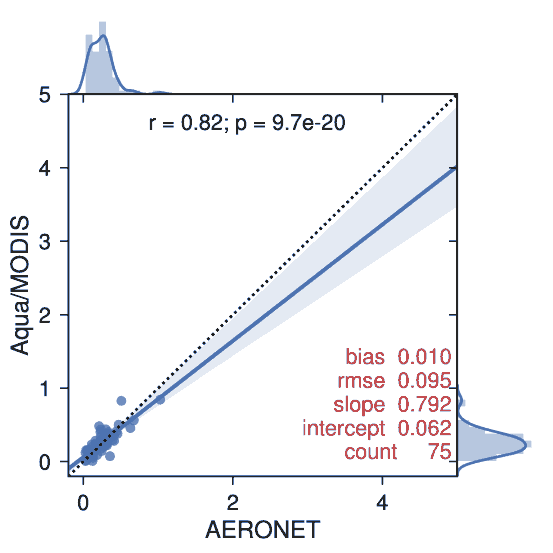 5
r = 0.82; p = 9.7e-20
4
3
2
1
0
Aqua/MODIS
bias 0.010
rmse 0.095
slope 0.792
intercept 0.062
count 75
0 2 4
AERONET